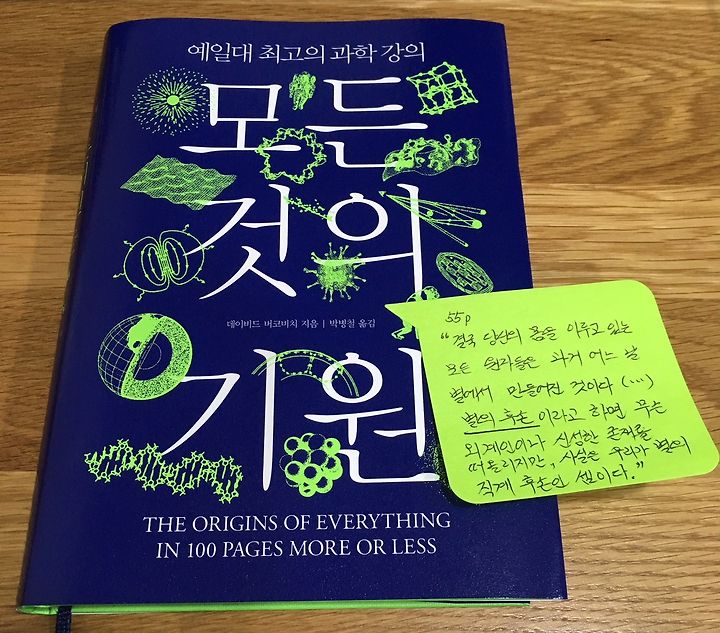 예일대 최고의 과학 강의
모든
것의
기원
데이비드 버코비치 지음 | 박병철 옮김
THE ORIGINS OF EVERYTHING
IN 100 PAGES MORE OR LESS
55p
"결국 당신의 몸을 이루고 있는
모든 원자들은 과거 어느 날
별에서 만들어진 것이다 (…)
별의 후손 이라고 하면 무슨
외계인이나 신성한 존재를
떠올리지만, 사실은 우리가 별의
직계 후손인 셈이다."